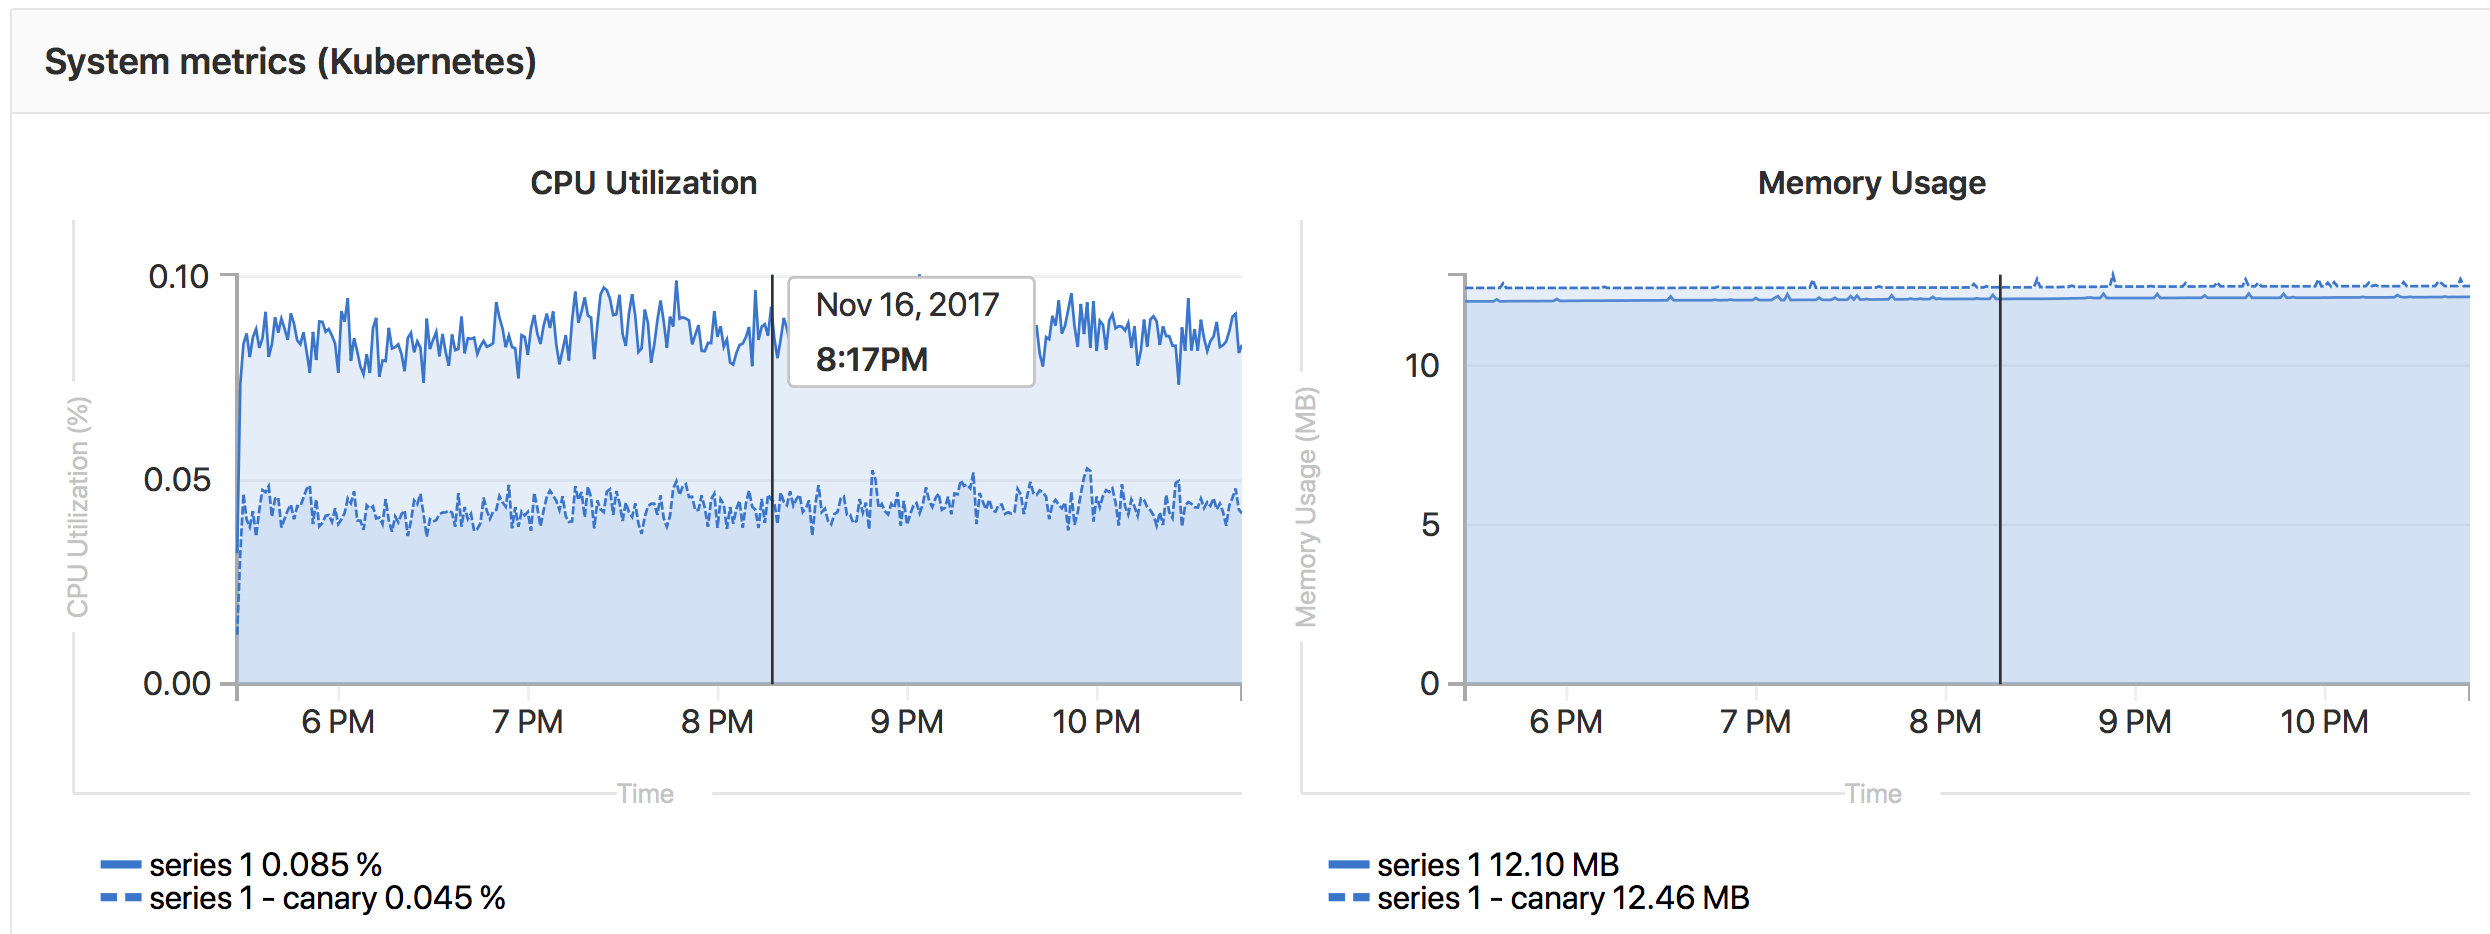 System metrics (Kubernetes)
CPU Utilization
CPU Utilization (%)
0.10
0.05
0.00
Nov 16, 2017
8:17PM
6 PM
7 PM
8 PM
9 PM
10 PM
Time
series 1 0.085 %
series 1 - canary 0.045 %
Memory Usage
Memory Usage (MB)
10
5
0
6 PM
7 PM
8 PM
9 PM
10 PM
Time
series 1 12.10 MB
series 1 - canary 12.46 MB